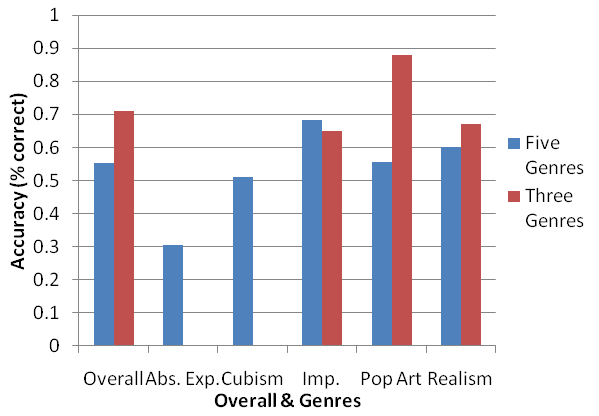 1
0.9
0.8
0.7
0.6
0.5
0.4
0.3
0.2
0.1
0
Accuracy (% correct)
Overall Abs. Exp. Cubism Imp. Pop Art Realism
Overall & Genres
Five
Genres
Three
Genres